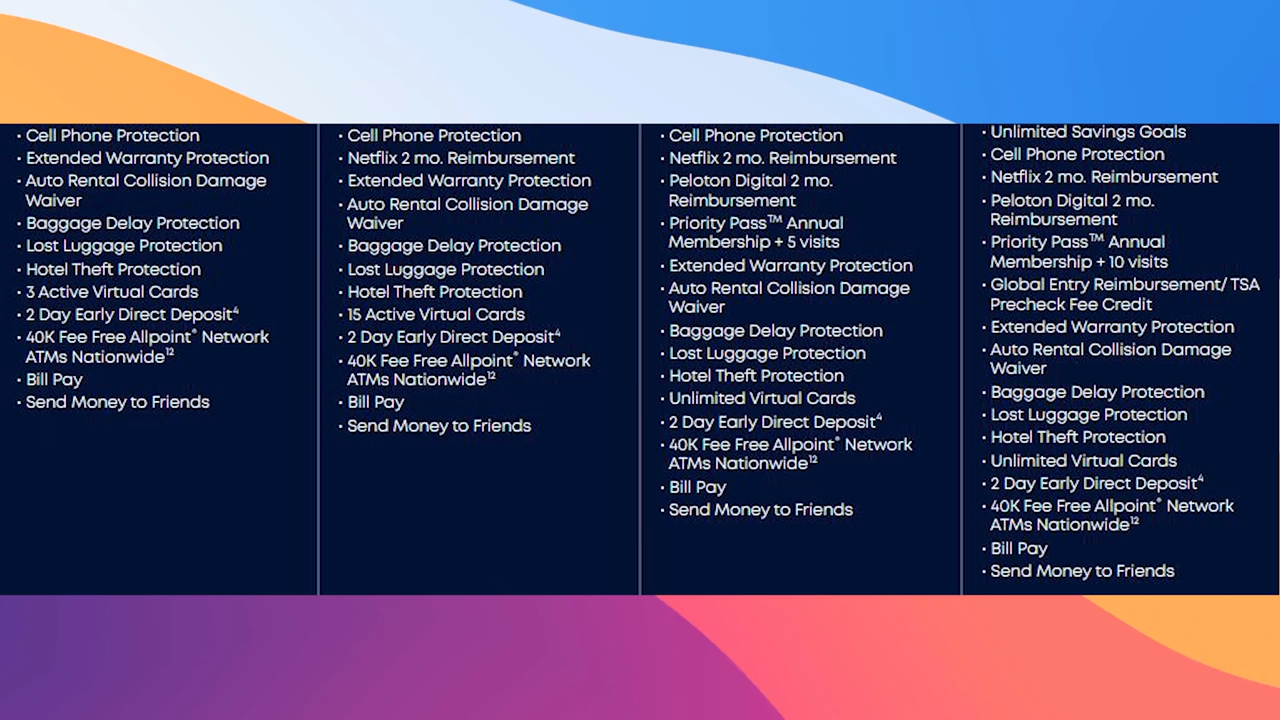 • Cell Phone Protection
• Extended Warranty Protection
• Auto Rental Collision Damage
Waiver
• Baggage Delay Protection
• Lost Luggage Protection
• Hotel Theft Protection
• 3 Active Virtual Cards
• 2 Day Early Direct Deposit⁴
• 40K Fee Free Allpoint® Network
ATMs Nationwide¹²
• Bill Pay
• Send Money to Friends
• Cell Phone Protection
• Netflix 2 mo. Reimbursement
• Extended Warranty Protection
• Auto Rental Collision Damage
Waiver
• Baggage Delay Protection
• Lost Luggage Protection
• Hotel Theft Protection
• 15 Active Virtual Cards
• 2 Day Early Direct Deposit⁴
• 40K Fee Free Allpoint® Network
ATMs Nationwide¹²
• Bill Pay
• Send Money to Friends
• Cell Phone Protection
• Netflix 2 mo. Reimbursement
• Peloton Digital 2 mo.
Reimbursement
• Priority Pass™ Annual
Membership + 5 visits
• Extended Warranty Protection
• Auto Rental Collision Damage
Waiver
• Baggage Delay Protection
• Lost Luggage Protection
• Hotel Theft Protection
• Unlimited Virtual Cards
• 2 Day Early Direct Deposit⁴
• 40K Fee Free Allpoint® Network
ATMs Nationwide¹²
• Bill Pay
• Send Money to Friends
• Unlimited Savings Goals
• Cell Phone Protection
• Netflix 2 mo. Reimbursement
• Peloton Digital 2 mo.
Reimbursement
• Priority Pass™ Annual
Membership + 10 visits
• Global Entry Reimbursement/ TSA
Precheck Fee Credit
• Extended Warranty Protection
• Auto Rental Collision Damage
Waiver
• Baggage Delay Protection
• Lost Luggage Protection
• Hotel Theft Protection
• Unlimited Virtual Cards
• 2 Day Early Direct Deposit⁴
• 40K Fee Free Allpoint® Network
ATMs Nationwide¹²
• Bill Pay
• Send Money to Friends